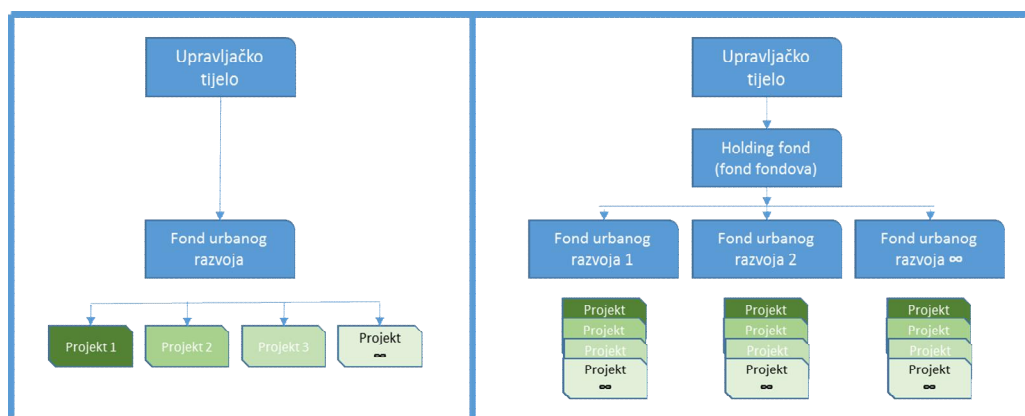 Upravljačko
tijelo
Fond urbanog
razvoja
Projekt 1
Projekt 2
Projekt 3
Projekt
∞
Upravljačko
tijelo
Holding fond
(fond fondova)
Fond urbanog
razvoja 1
Fond urbanog
razvoja 2
Fond urbanog
razvoja ∞
Projekt
Projekt
Projekt
Projekt
∞
Projekt
Projekt
Projekt
Projekt
∞
Projekt
Projekt
Projekt
Projekt
∞